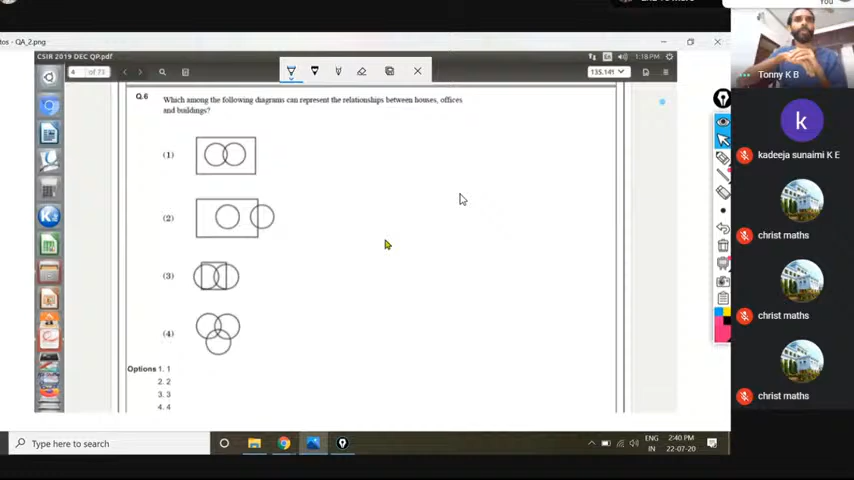 You
tos - QA_2.png
CSIR 2019 DEC QP.pdf
En
1:18 PM
4
of 73
135.141%
Q.6
Which among the following diagrams can represent the relationships between houses, offices
and buildings?
(1)
(2)
(3)
(4)
Options 1. 1
2. 2
3. 3
4. 4
Tonny K B
k
kadeeja sunaimi K E
christ maths
christ maths
christ maths
Type here to search
ENG
IN
2:40 PM
22-07-20